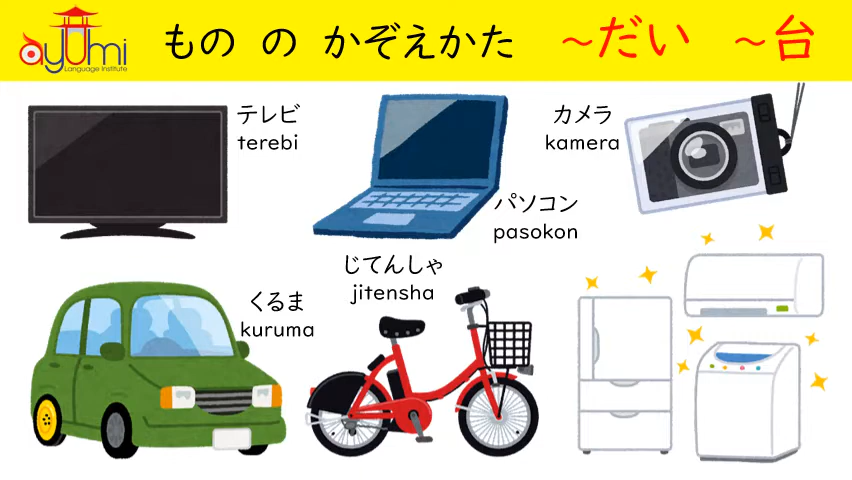 ayumi
Language Institute
もの の かぞえかた ～だい ～台
テレビ
terebi
カメラ
kamera
パソコン
pasokon
じてんしゃ
jitensha
くるま
kuruma